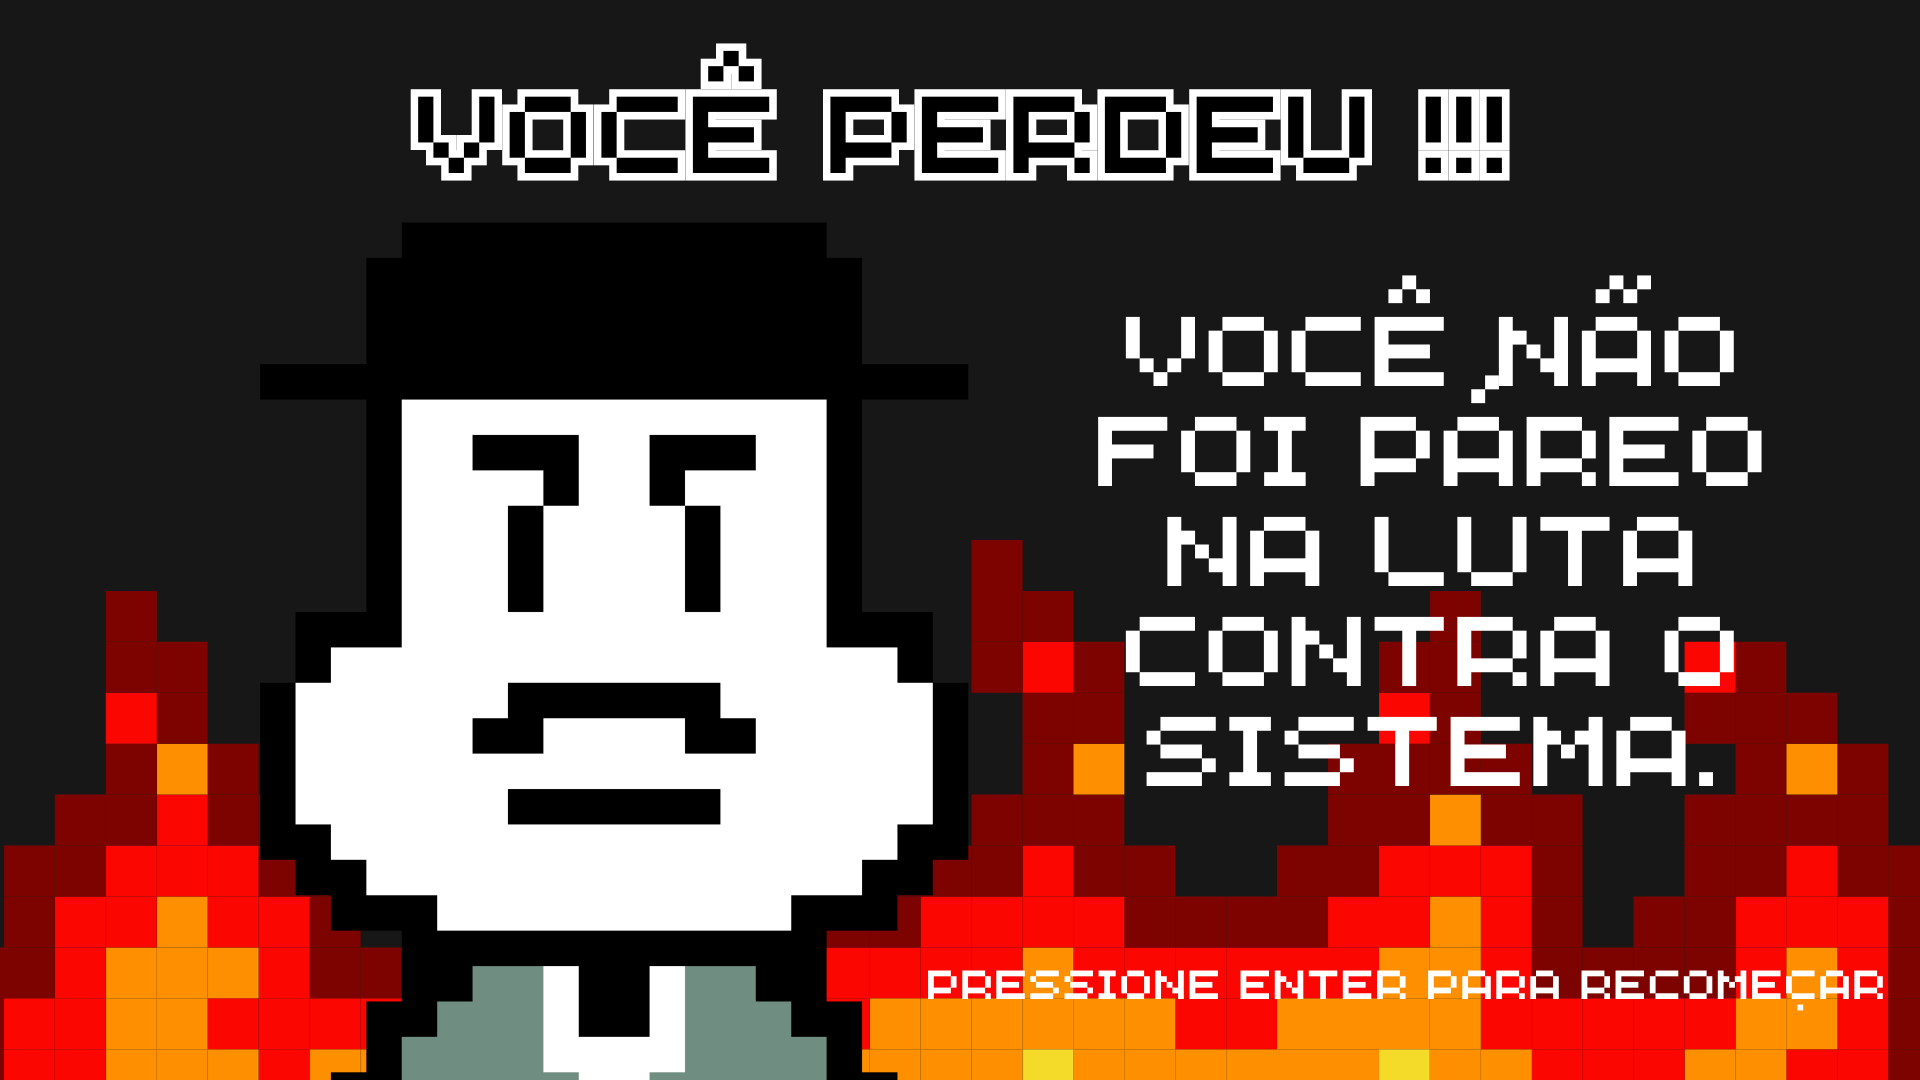 VOCÊ PERDEU !!!
VOCÊ NÃO
FOI PÁREO
NA LUTA
CONTRA O
SISTEMA.
PRESSIONE ENTER PARA RECOMEÇAR